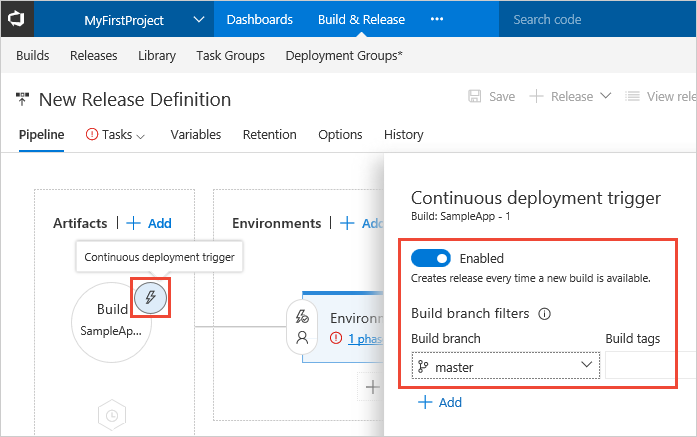 MyFirstProject Dashboards Build & Release ••• Search code
Builds Releases Library Task Groups Deployment Groups*
New Release Definition Save + Release View rele
Pipeline Tasks Variables Retention Options History
Artifacts | + Add
Environments | + Add
Continuous deployment trigger
Build
SampleAp...
Environ
1 phas
+
Continuous deployment trigger
Build: SampleApp - 1
Enabled
Creates release every time a new build is available.
Build branch filters
Build branch Build tags
master
+ Add